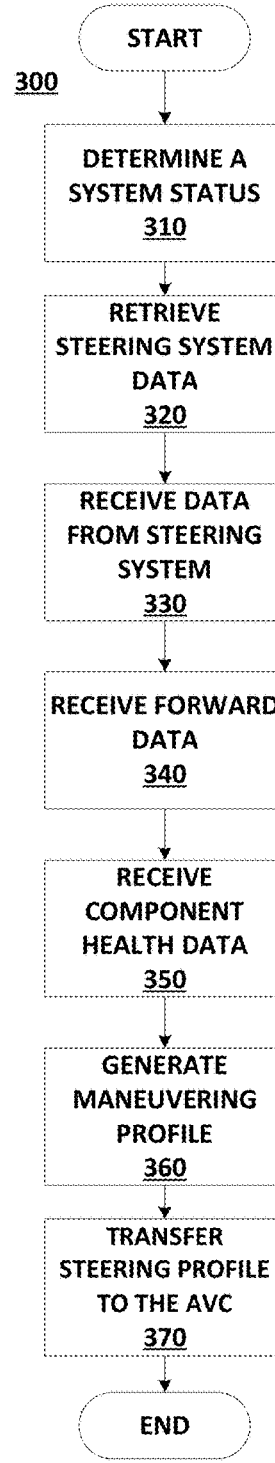 START
300
DETERMINE A
SYSTEM STATUS
310
RETRIEVE
STEERING SYSTEM
DATA
320
RECEIVE DATA
FROM STEERING
SYSTEM
330
RECEIVE FORWARD
DATA
340
RECEIVE
COMPONENT
HEALTH DATA
350
GENERATE
MANEUVERING
PROFILE
360
TRANSFER
STEERING PROFILE
TO THE AVC
370
END